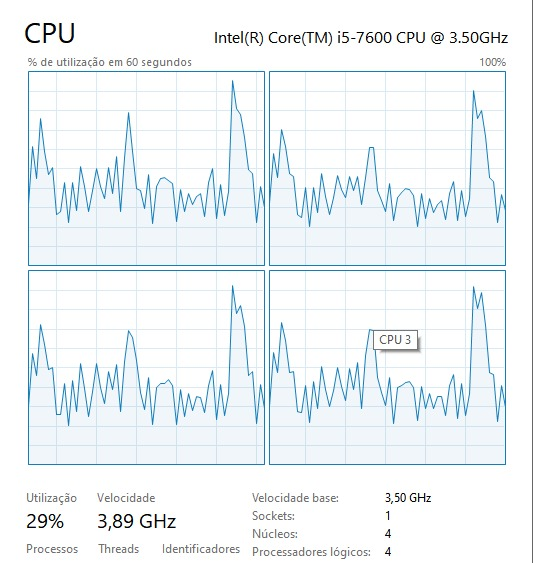 CPU Intel(R) Core(TM) i5-7600 CPU @ 3.50GHz
% de utilização em 60 segundos 100%
CPU 3
Utilização Velocidade Velocidade base: 3,50 GHz
29% 3,89 GHz Sockets: 1
Núcleos: 4
Processos Threads Identificadores Processadores lógicos: 4